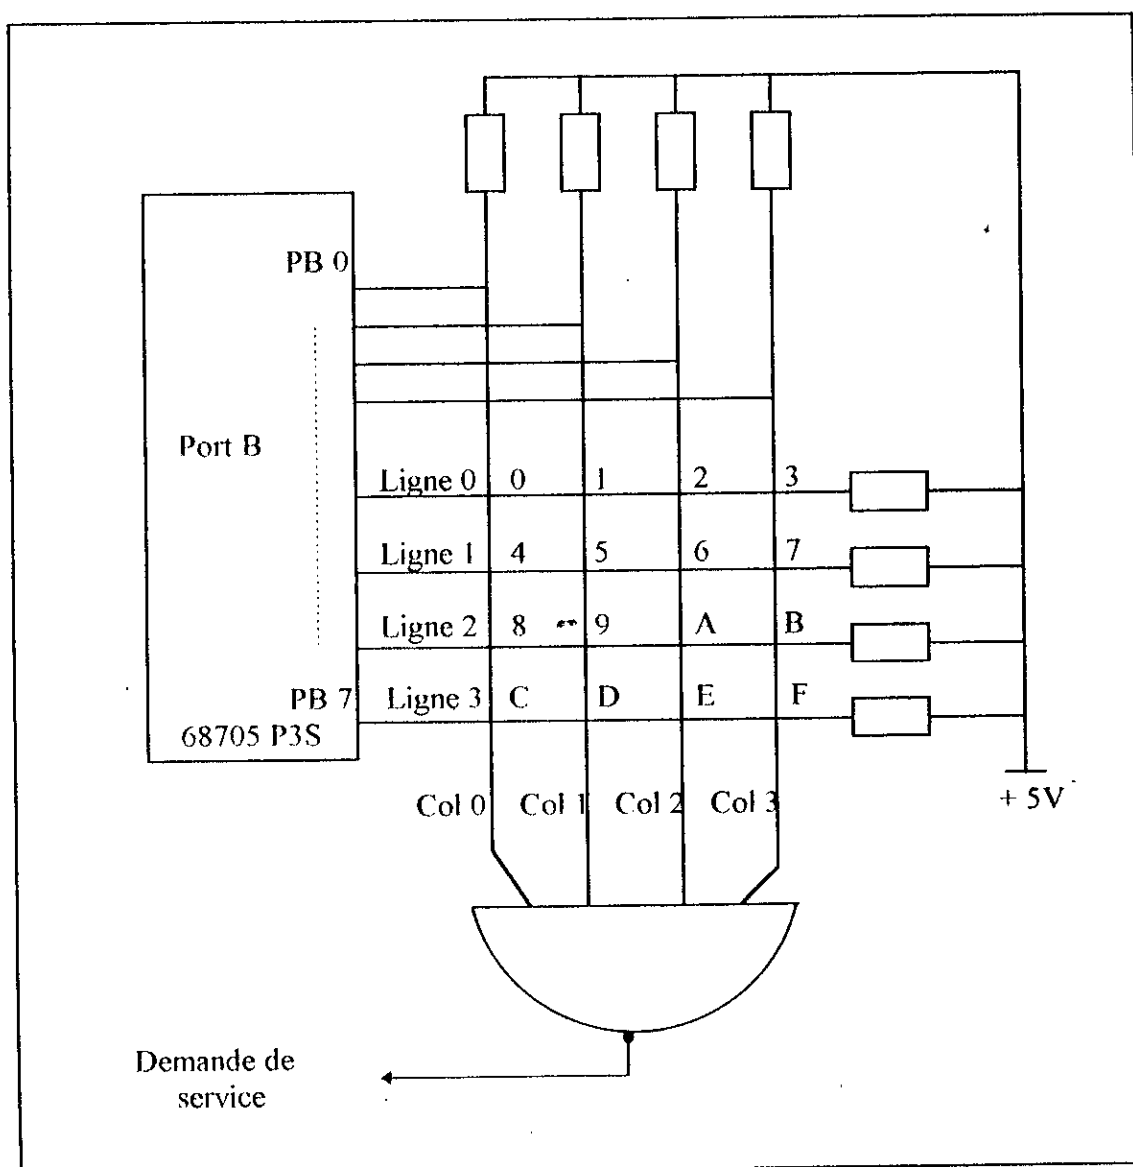 PB 0
Port B
Ligne 0 0 1 2 3
Ligne 1 4 5 6 7
Ligne 2 8 9 A B
PB 7 Ligne 3 C D E F
68705 P3S
Col 0 Col 1 Col 2 Col 3
+ 5V
Demande de
service